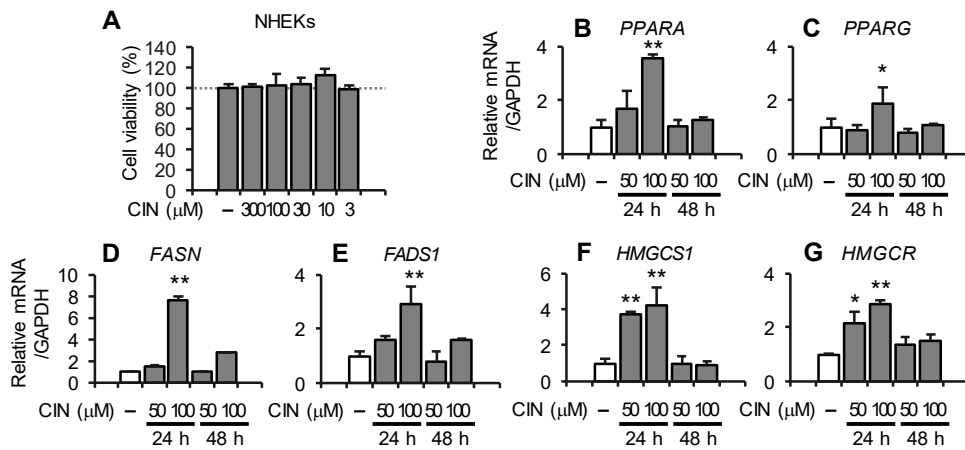 A
NHEKs
Cell viability (%)
140
120
100
80
60
40
20
0
CIN (μM) – 300 100 30 10 3
B
PPARA
Relative mRNA
/GAPDH
4
2
0
**
CIN (μM) – 50 100 50 100
24 h 48 h
C
PPARG
4
2
0
*
CIN – 50 100 50 100
24 h 48 h
D
FASN
Relative mRNA
/GAPDH
10
8
6
4
2
0
**
CIN (μM) – 50 100 50 100
24 h 48 h
E
FADS1
4
2
0
**
CIN (μM) – 50 100 50 100
24 h 48 h
F
HMGCS1
6
4
2
0
** **
CIN (μM) – 50 100 50 100
24 h 48 h
G
HMGCR
4
2
0
* **
CIN (μM) – 50 100 50 100
24 h 48 h